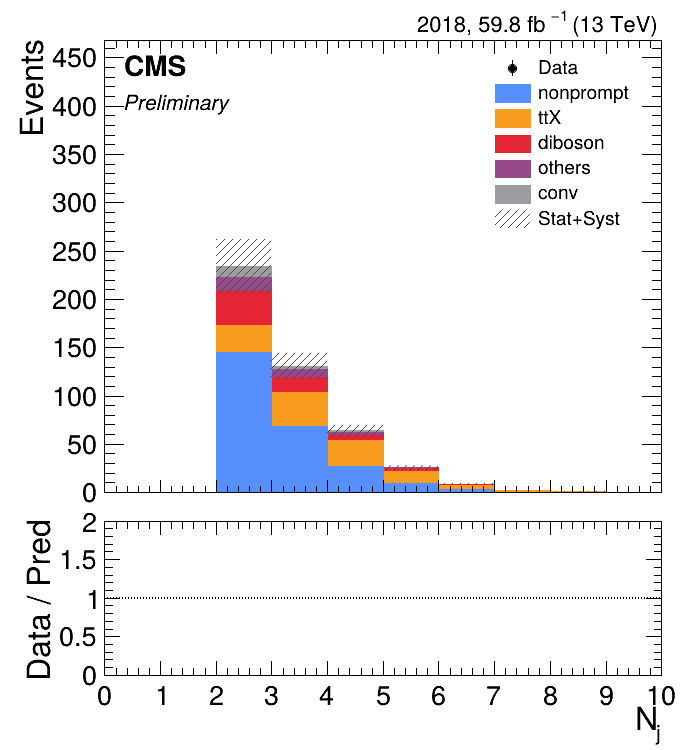 2018, 59.8 fb⁻¹ (13 TeV)
CMS
Preliminary
Events
450
400
350
300
250
200
150
100
50
0
Data
nonprompt
ttX
diboson
others
conv
Stat+Syst
Data / Pred
2
1.5
1
0.5
0
0 1 2 3 4 5 6 7 8 9 10
N_j